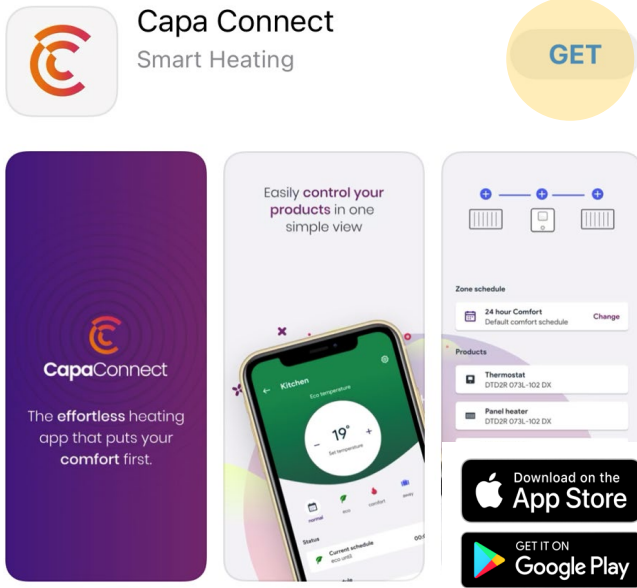 Capa Connect
Smart Heating
GET
CapaConnect
The effortless heating
app that puts your
comfort first.
Easily control your
products in one
simple view
Kitchen
Eco temperature
19°
Set temperature
normal
eco
comfort
away
Status
Current schedule
eco until
Zone schedule
24 hour Comfort
Default comfort schedule
Change
Products
Thermostat
DTD2R 073L-102 DX
Panel heater
DTD2R 073L-102 DX
Download on the
App Store
GET IT ON
Google Play